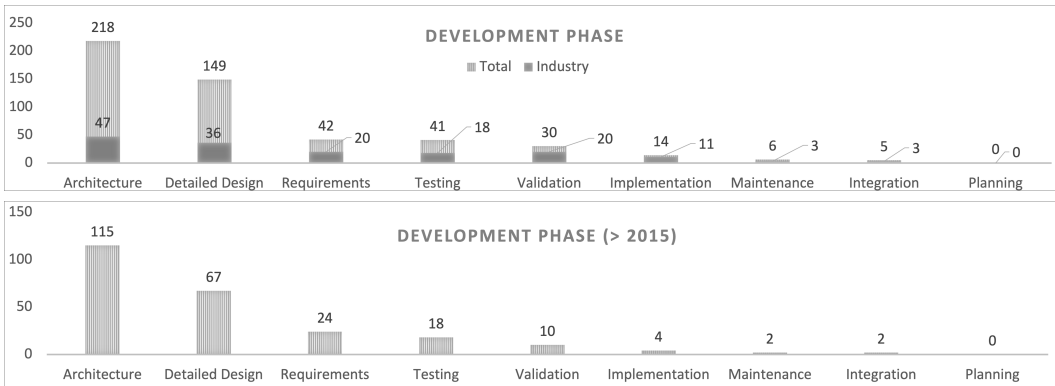 DEVELOPMENT PHASE
Total Industry
250
200
150
100
50
0
218 149 42 41 30 14 6 5 0
47 36 20 18 20 11 3 3 0
Architecture Detailed Design Requirements Testing Validation Implementation Maintenance Integration Planning
DEVELOPMENT PHASE (> 2015)
150
100
50
0
115 67 24 18 10 4 2 2 0
Architecture Detailed Design Requirements Testing Validation Implementation Maintenance Integration Planning